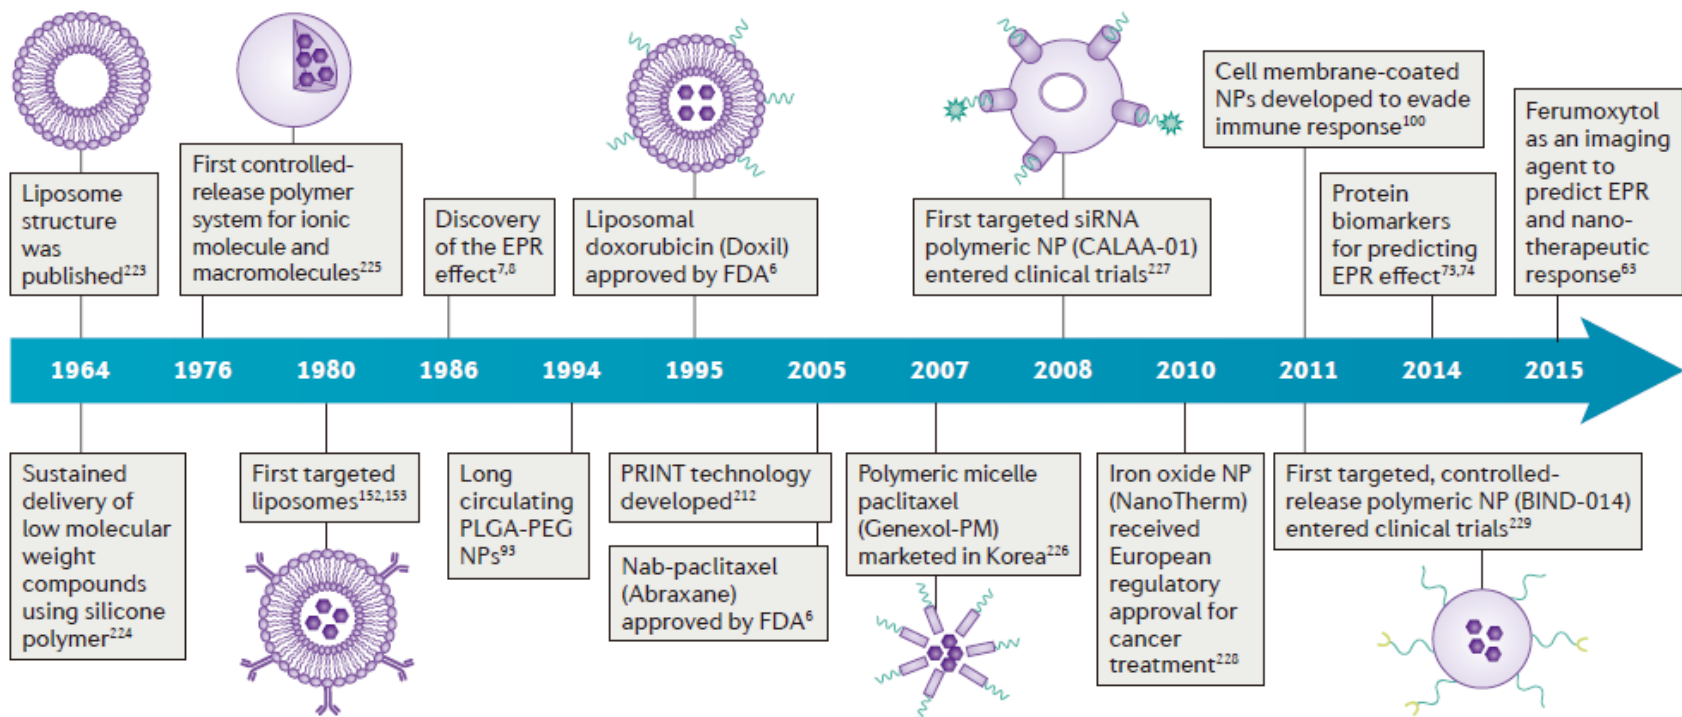 Liposome
structure
was
published223
First controlled-
release polymer
system for ionic
molecule and
macromolecules225
Discovery
of the EPR
effect7,8
Liposomal
doxorubicin (Doxil)
approved by FDA6
First targeted siRNA
polymeric NP (CALAA-01)
entered clinical trials227
Cell membrane-coated
NPs developed to evade
immune response100
Protein
biomarkers
for predicting
EPR effect73,74
Ferumoxytol
as an imaging
agent to
predict EPR
and nano-
therapeutic
response63
1964 1976 1980 1986 1994 1995 2005 2007 2008 2010 2011 2014 2015
Sustained
delivery of
low molecular
weight
compounds
using silicone
polymer224
First targeted
liposomes152,153
Long
circulating
PLGA-PEG
NPs93
PRINT technology
developed212
Nab-paclitaxel
(Abraxane)
approved by FDA6
Polymeric micelle
paclitaxel
(Genexol-PM)
marketed in Korea226
Iron oxide NP
(NanoTherm)
received
European
regulatory
approval for
cancer
treatment228
First targeted, controlled-
release polymeric NP (BIND-014)
entered clinical trials229